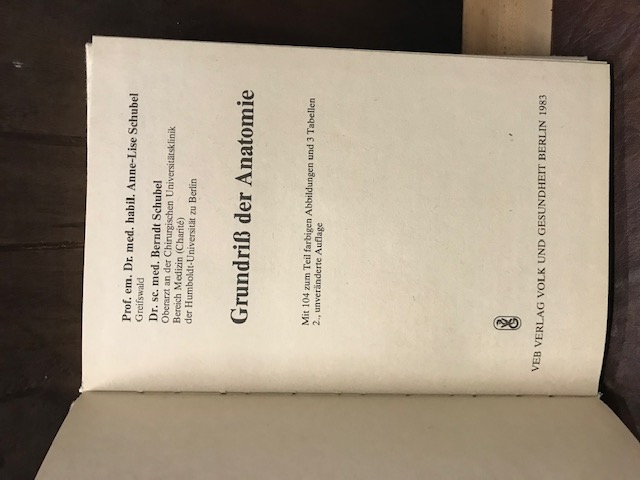 Prof. em. Dr. med. habil. Anne-Lise Schubel
Greifswald
Dr. sc. med. Berndt Schubel
Oberarzt an der Chirurgischen Universitätsklinik
Bereich Medizin (Charité)
der Humboldt-Universität zu Berlin
Grundriß der Anatomie
Mit 104 zum Teil farbigen Abbildungen und 3 Tabellen
2., unveränderte Auflage
VEB VERLAG VOLK UND GESUNDHEIT BERLIN 1983